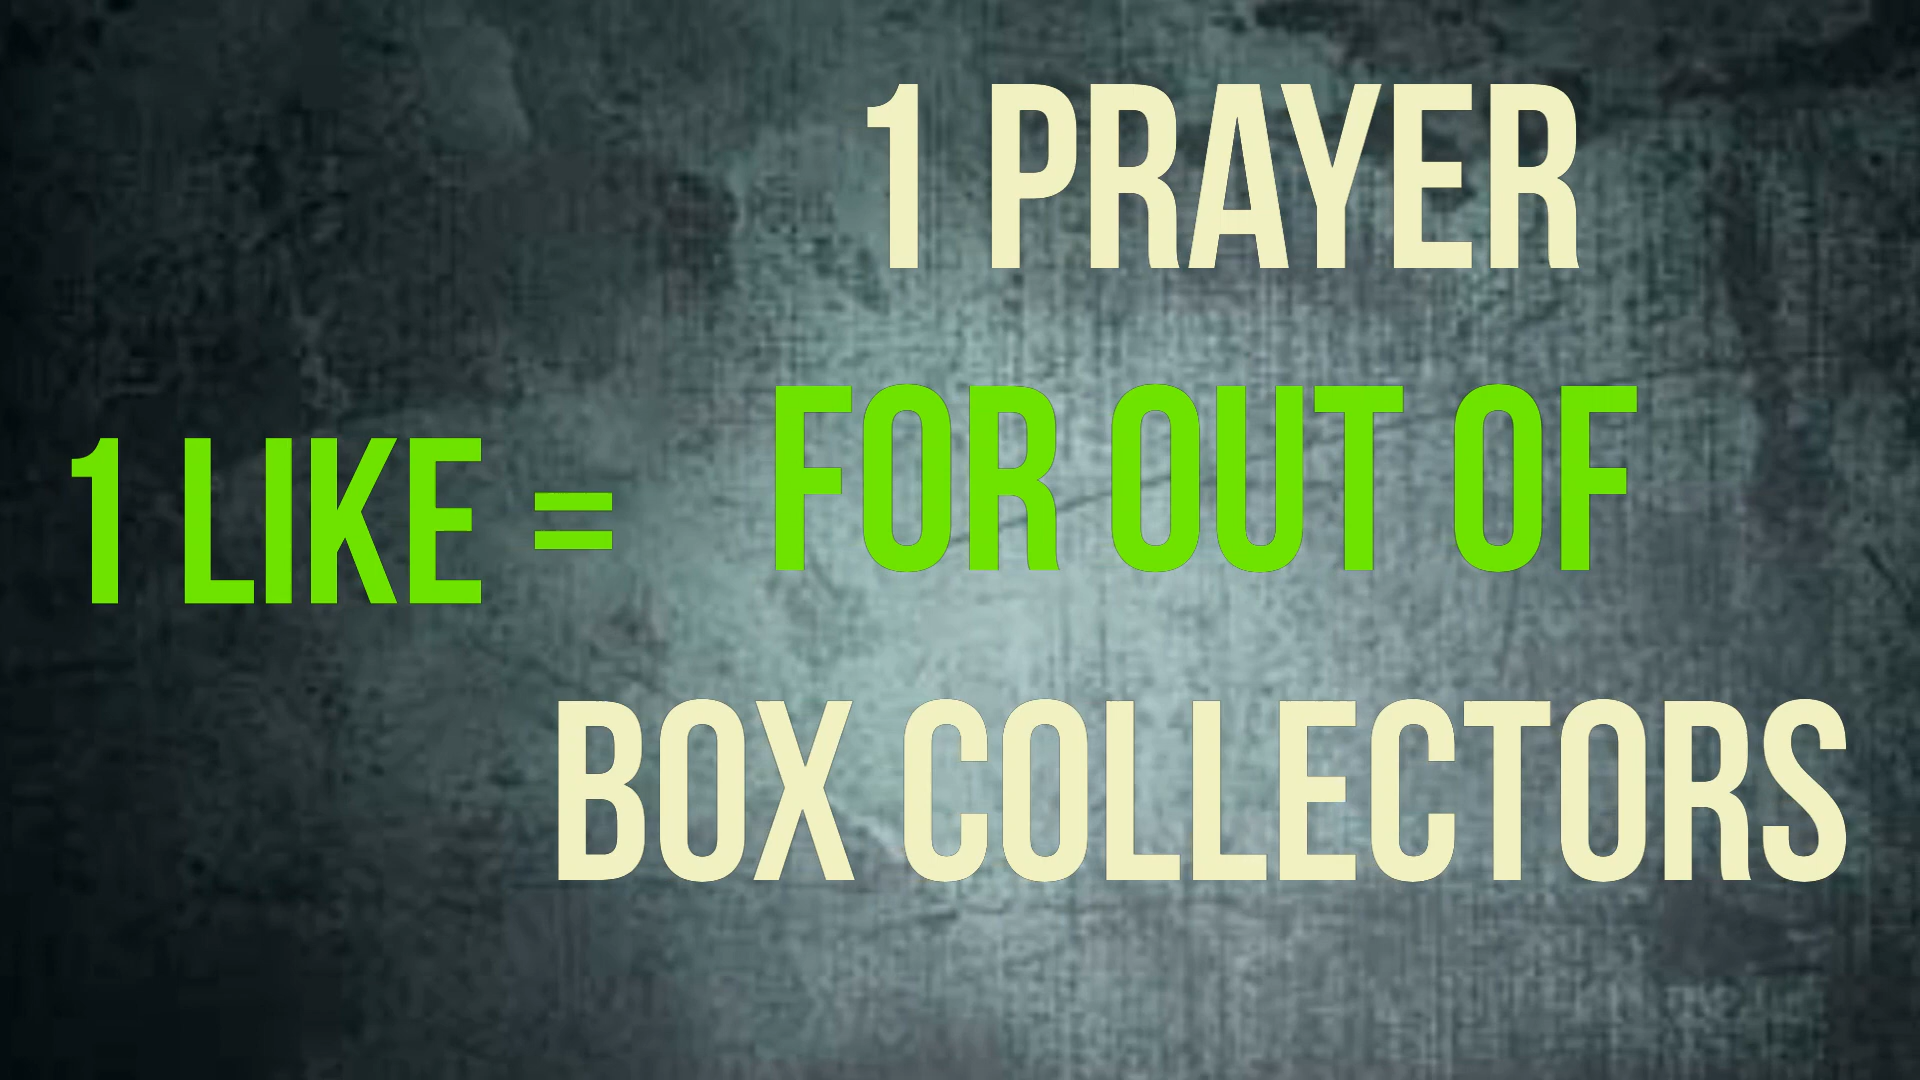 1 PRAYER
1 LIKE = FOR OUT OF
BOX COLLECTORS